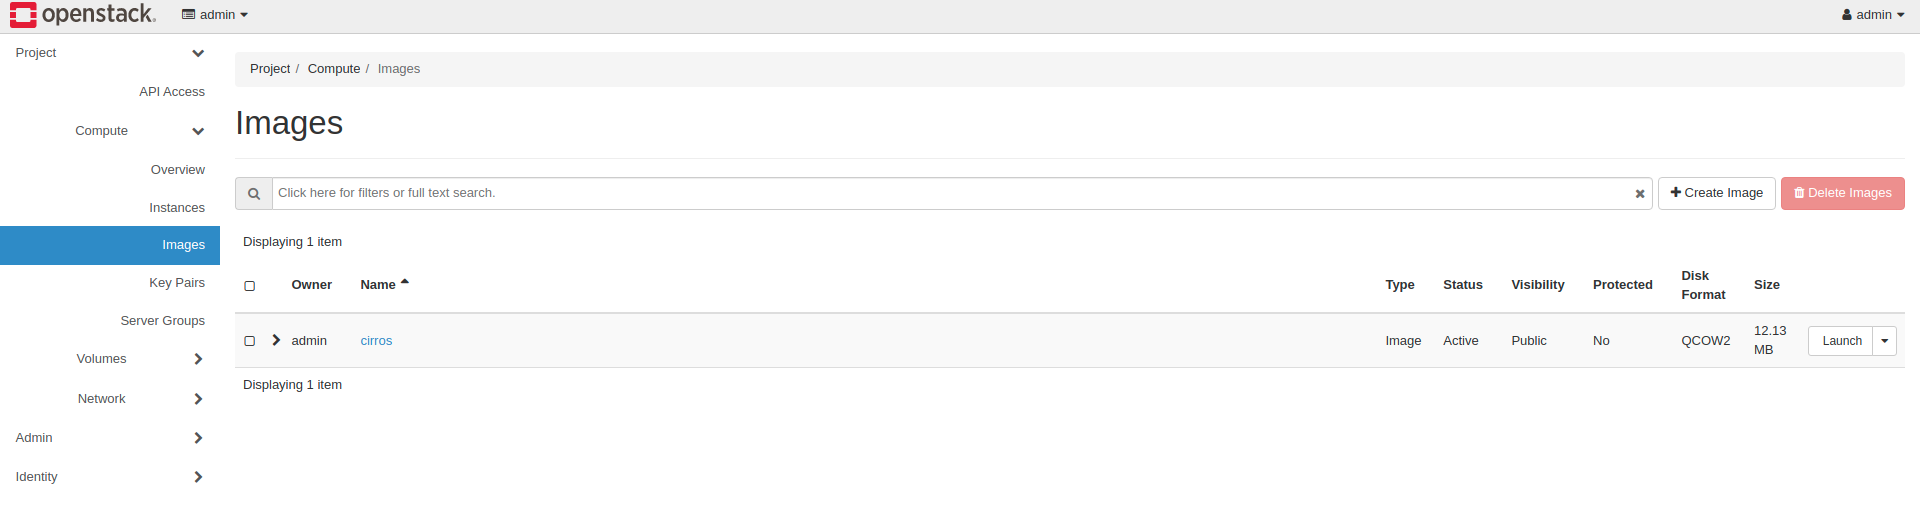 openstack.
admin
admin
Project
API Access
Compute
Overview
Instances
Images
Key Pairs
Server Groups
Volumes
Network
Admin
Identity
Project / Compute / Images
Images
Click here for filters or full text search.
Create Image
Delete Images
Displaying 1 item
Owner Name Type Status Visibility Protected Disk Format Size
admin cirros Image Active Public No QCOW2 12.13 MB Launch
Displaying 1 item